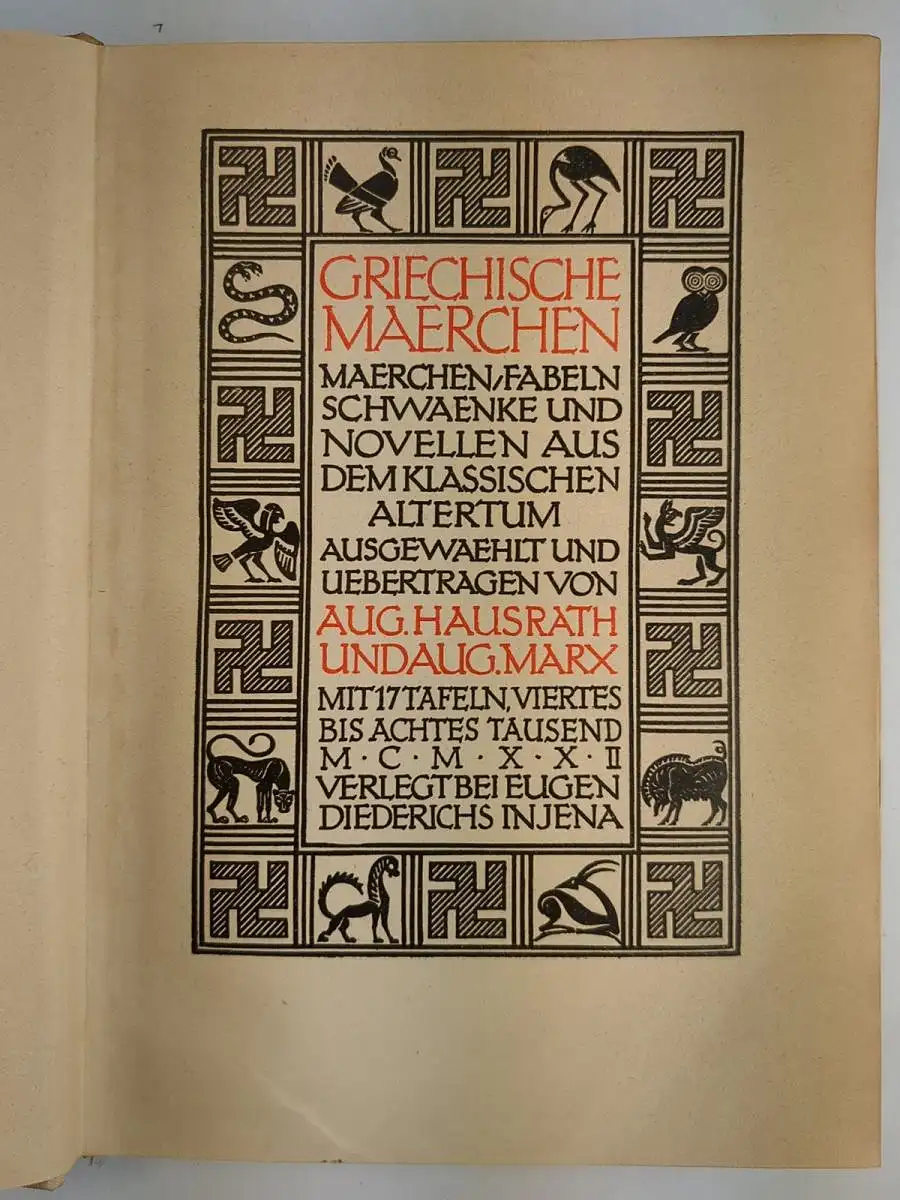 GRIECHISCHE
MAERCHEN
MAERCHEN, FABELN
SCHWAENKE UND
NOVELLEN AUS
DEM KLASSISCHEN
ALTERTUM
AUSGEWAEHLT UND
UEBERTRAGEN VON
AUG. HAUSRATH
UND AUG. MARX
MIT 17 TAFELN, VIERTES
BIS ACHTES TAUSEND
M · C · M · X · X · II
VERLEGT BEI EUGEN
DIEDERICHS IN JENA